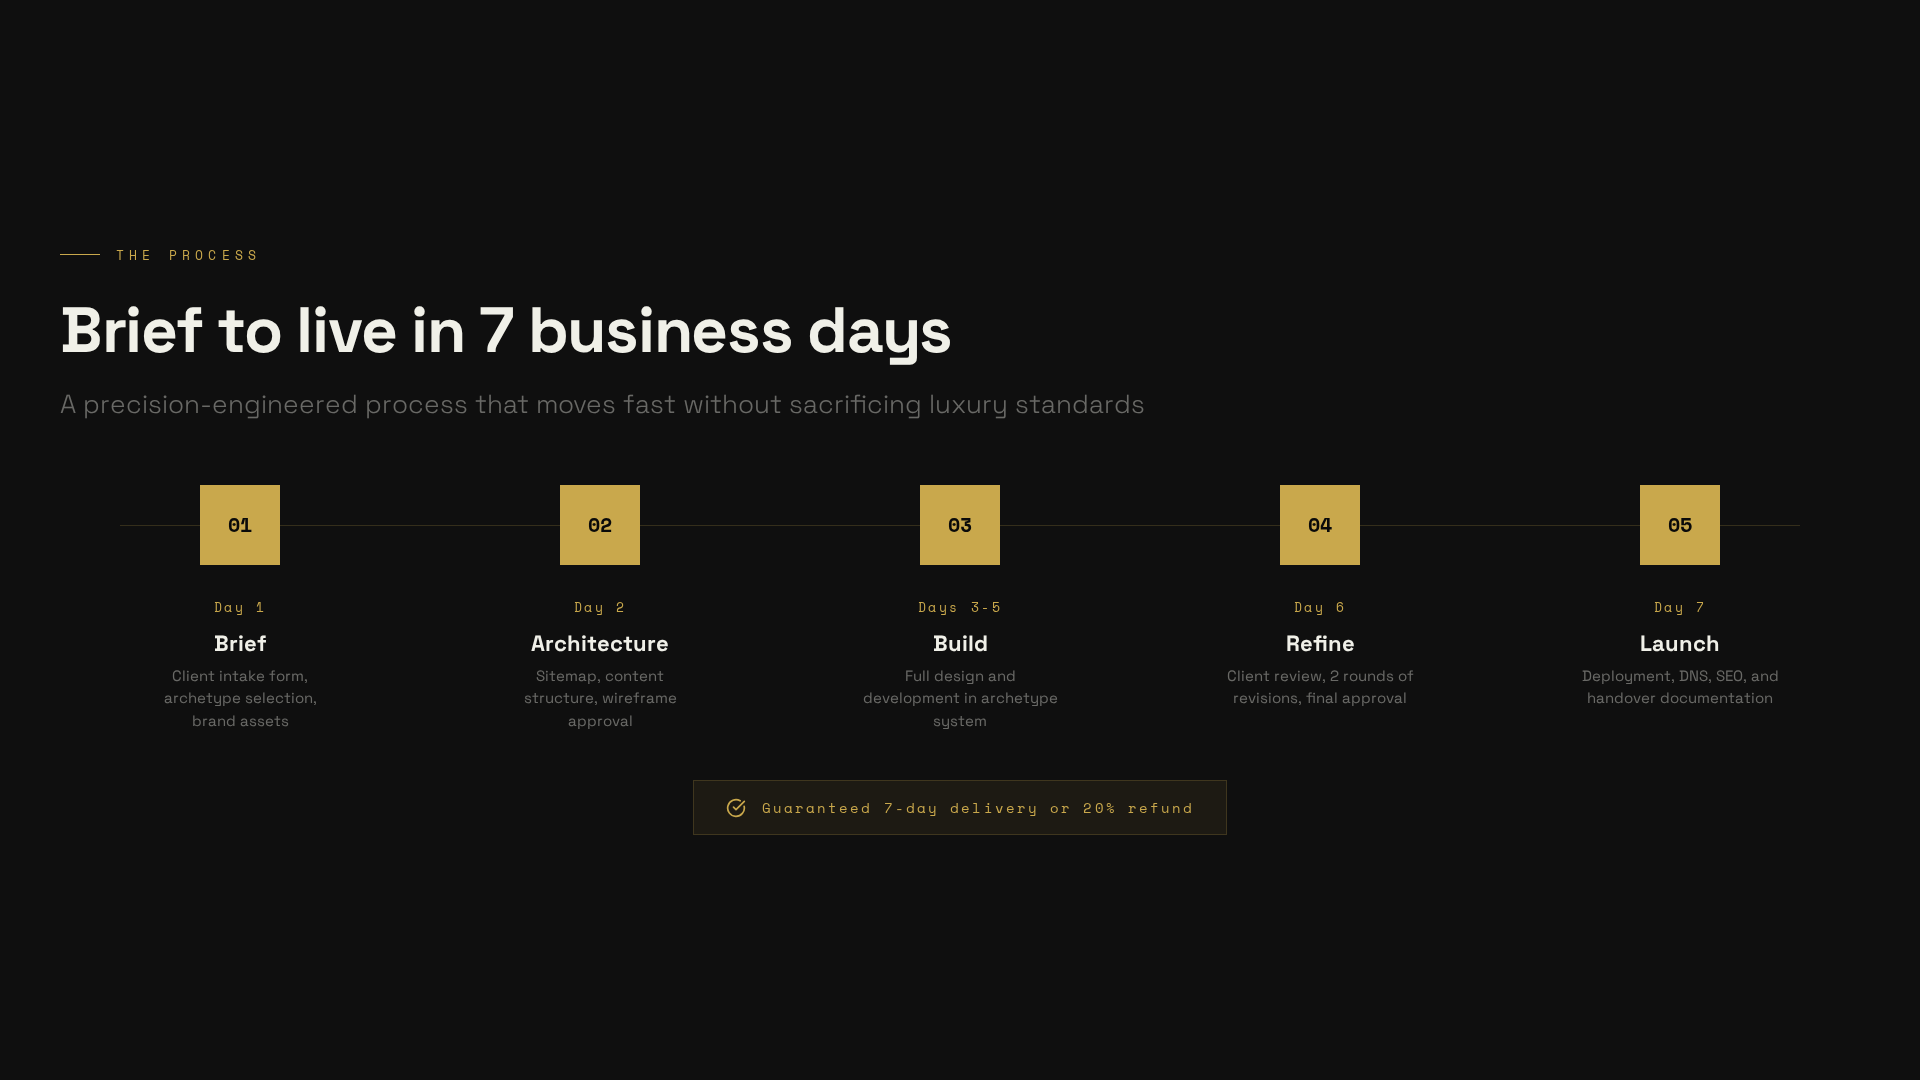 THE PROCESS
Brief to live in 7 business days
A precision-engineered process that moves fast without sacrificing luxury standards
01
Day 1
Brief
Client intake form,
archetype selection,
brand assets
02
Day 2
Architecture
Sitemap, content
structure, wireframe
approval
03
Days 3-5
Build
Full design and
development in archetype
system
04
Day 6
Refine
Client review, 2 rounds of
revisions, final approval
05
Day 7
Launch
Deployment, DNS, SEO, and
handover documentation
Guaranteed 7-day delivery or 20% refund